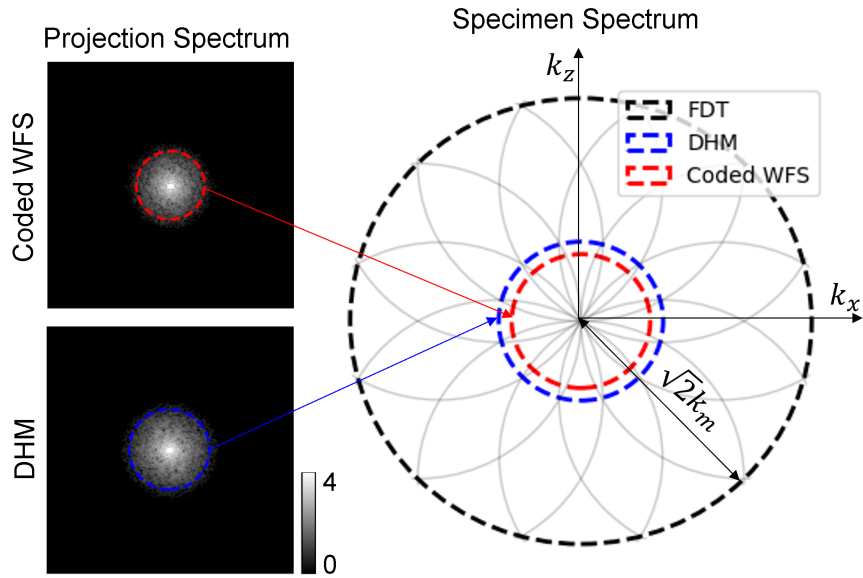 Projection Spectrum
Specimen Spectrum
Coded WFS
DHM
4
0
k_z
k_x
√2k_m
FDT
DHM
Coded WFS